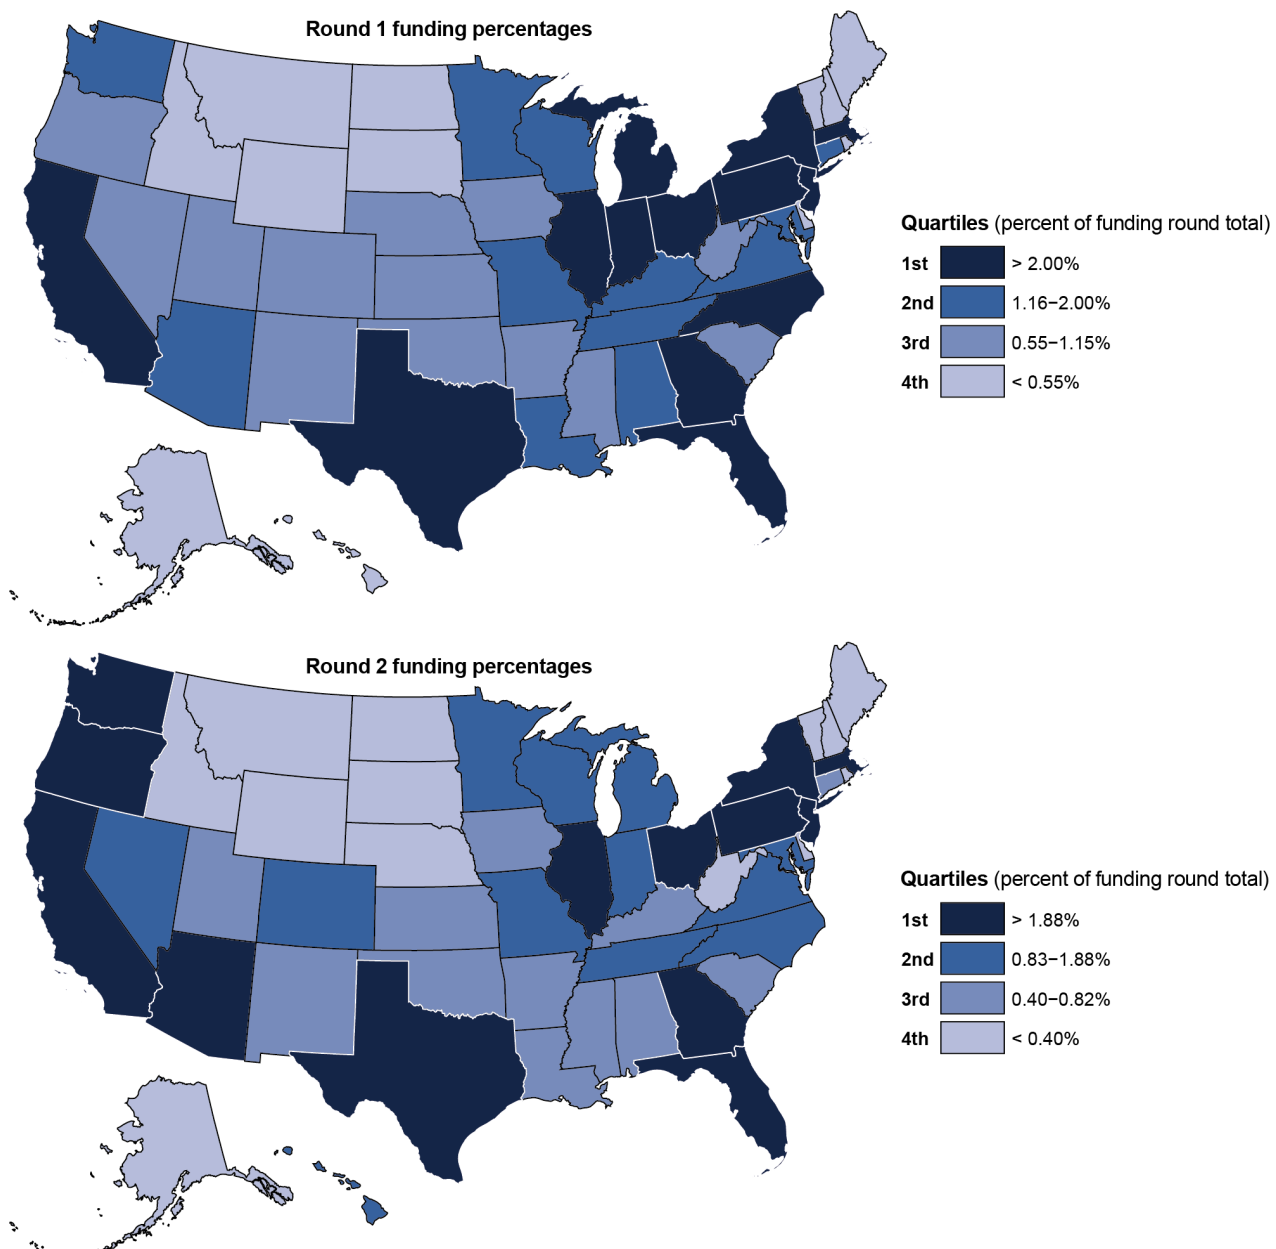 Round 1 funding percentages
Quartiles (percent of funding round total)
1st > 2.00%
2nd 1.16–2.00%
3rd 0.55–1.15%
4th < 0.55%
Round 2 funding percentages
Quartiles (percent of funding round total)
1st > 1.88%
2nd 0.83–1.88%
3rd 0.40–0.82%
4th < 0.40%